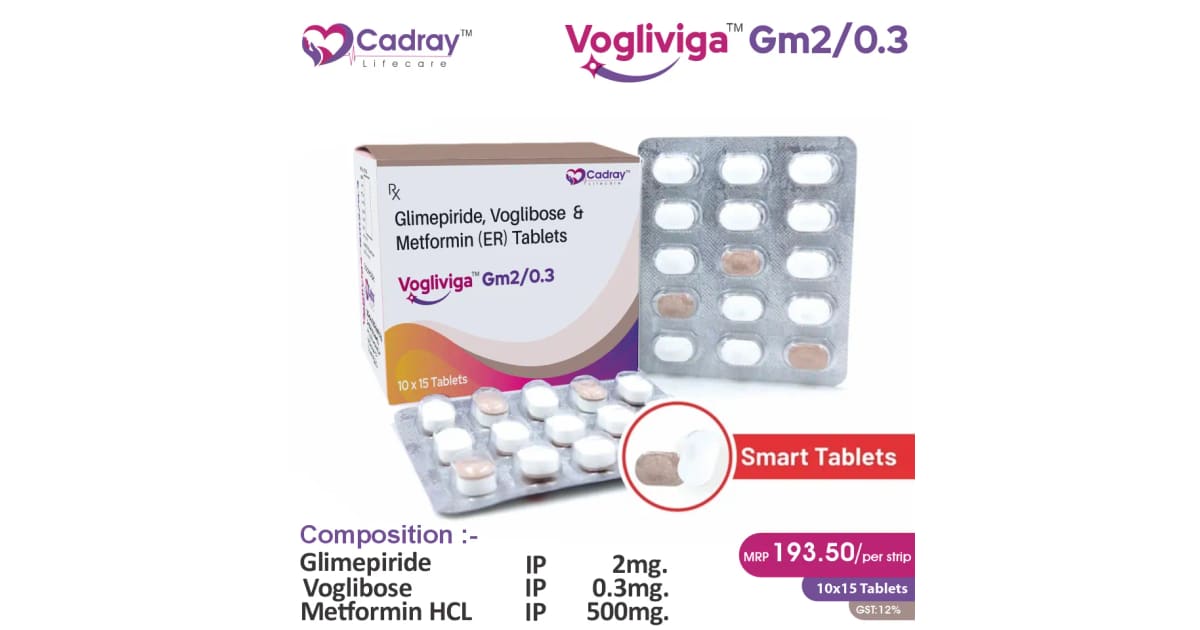 Cadray™
Lifecare
Vogliviga™ Gm2/0.3
Rx
Cadray™
Lifecare
Glimepiride, Voglibose &
Metformin (ER) Tablets
Vogliviga™ Gm2/0.3
10 x 15 Tablets
Smart Tablets
Composition :-
Glimepiride IP 2mg.
Voglibose IP 0.3mg.
Metformin HCL IP 500mg.
MRP 193.50/per strip
10x15 Tablets
GST:12%